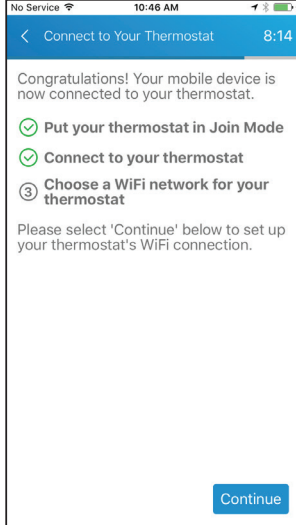 No Service 10:46 AM
Connect to Your Thermostat 8:14
Congratulations! Your mobile device is
now connected to your thermostat.
Put your thermostat in Join Mode
Connect to your thermostat
3 Choose a WiFi network for your
thermostat
Please select 'Continue' below to set up
your thermostat's WiFi connection.
Continue